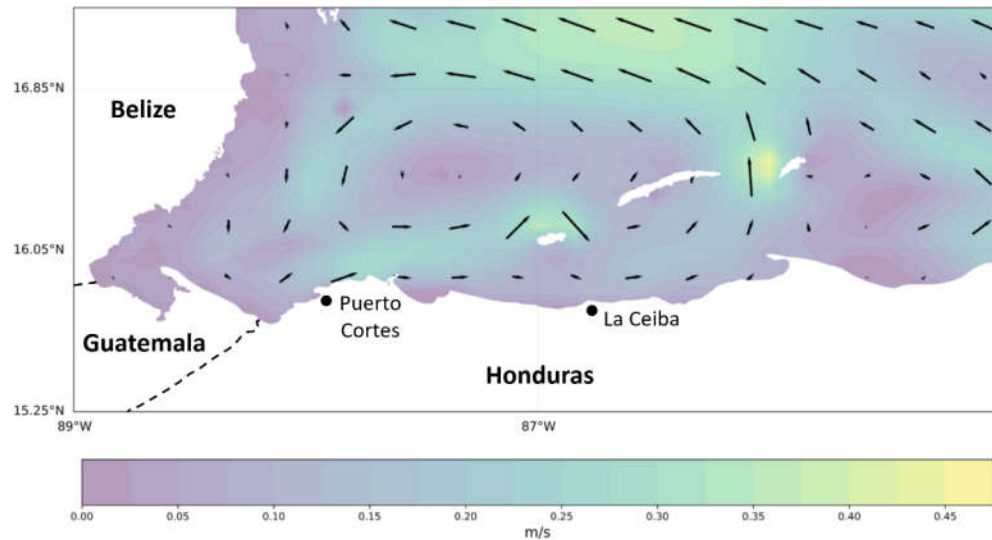 16.85°N
Belize
16.05°N
Puerto
Cortes
La Ceiba
Guatemala
Honduras
15.25°N
89°W 87°W
0.00 0.05 0.10 0.15 0.20 0.25 0.30 0.35 0.40 0.45
m/s